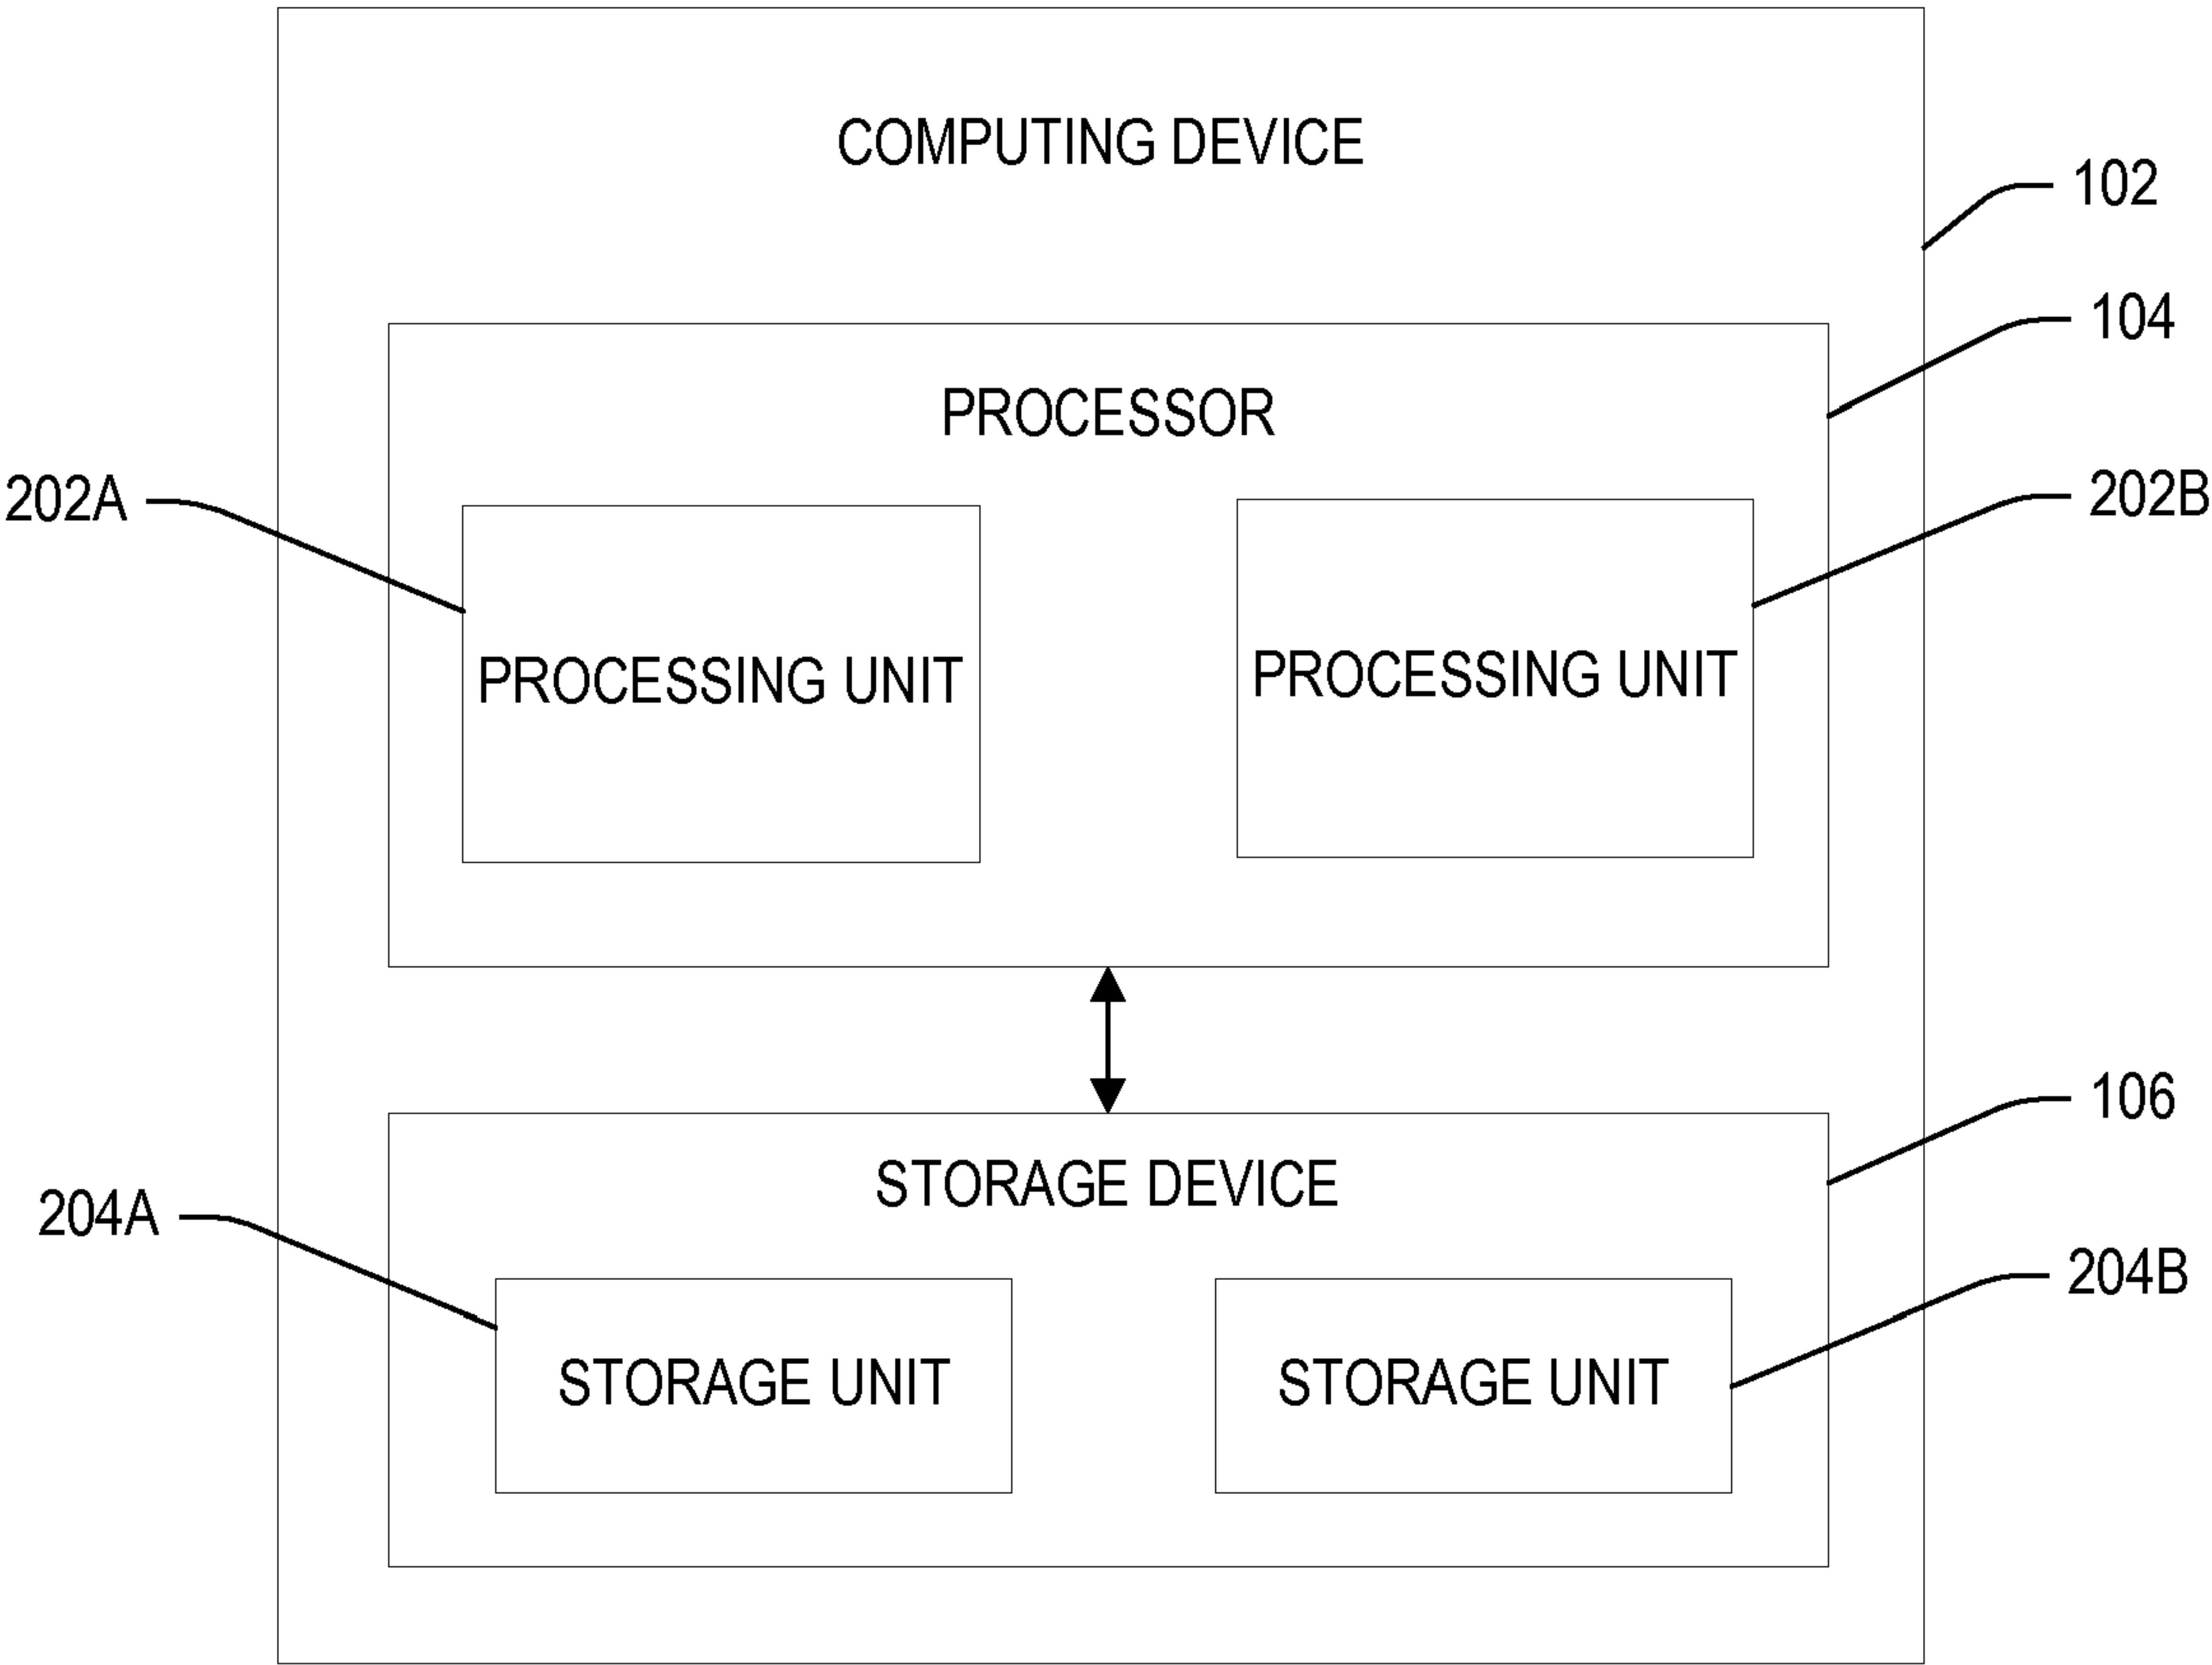 COMPUTING DEVICE
102
104
PROCESSOR
202A
202B
PROCESSING UNIT
PROCESSING UNIT
106
STORAGE DEVICE
204A
204B
STORAGE UNIT
STORAGE UNIT